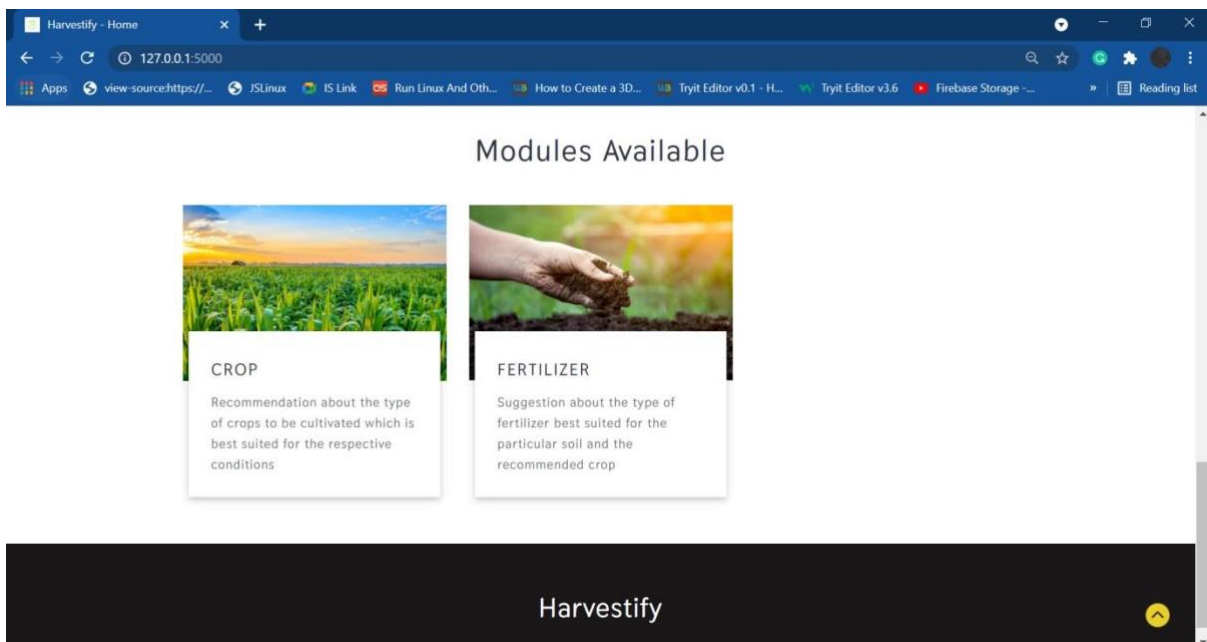 Harvestify - Home
127.0.0.1:5000
Apps view-source:https://... JSLinux IS Link Run Linux And Oth... How to Create a 3D... Tryit Editor v0.1 - H... Tryit Editor v3.6 Firebase Storage -... » Reading list
Modules Available
CROP
Recommendation about the type
of crops to be cultivated which is
best suited for the respective
conditions
FERTILIZER
Suggestion about the type of
fertilizer best suited for the
particular soil and the
recommended crop
Harvestify